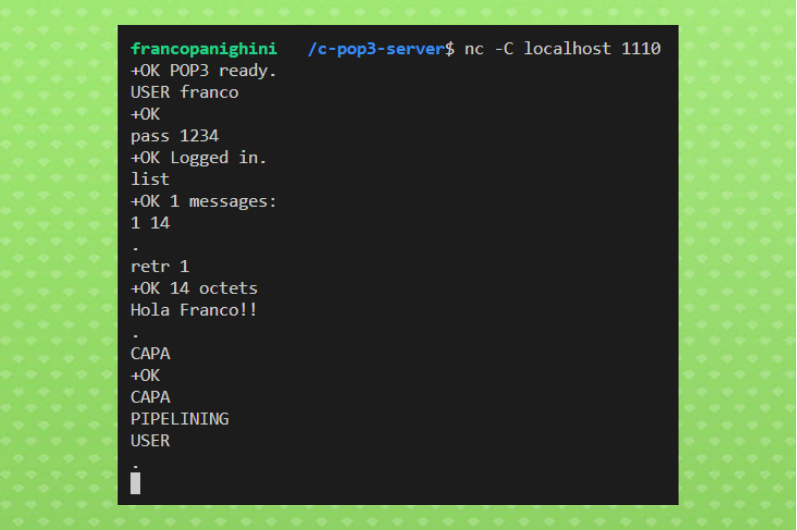 francopanighini /c-pop3-server$ nc -C localhost 1110
+OK POP3 ready.
USER franco
+OK
pass 1234
+OK Logged in.
list
+OK 1 messages:
1 14
.
retr 1
+OK 14 octets
Hola Franco!!
.
CAPA
+OK
CAPA
PIPELINING
USER
.